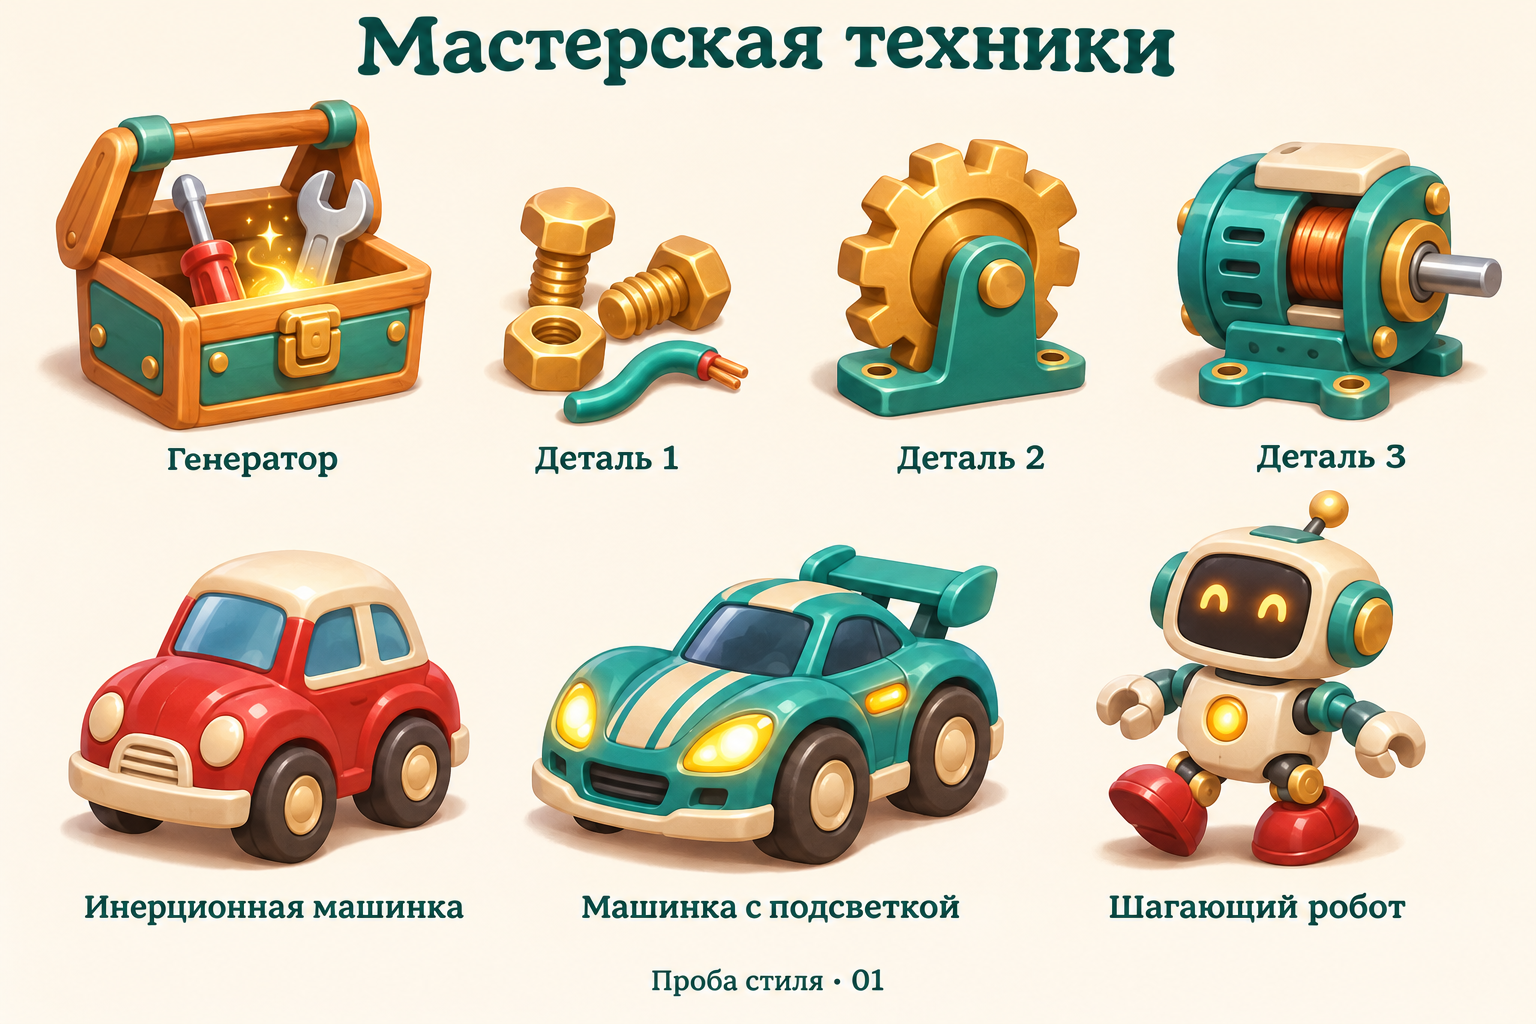 Мастерская техники
Генератор
Деталь 1
Деталь 2
Деталь 3
Инерционная машинка
Машинка с подсветкой
Шагающий робот
Проба стиля • 01